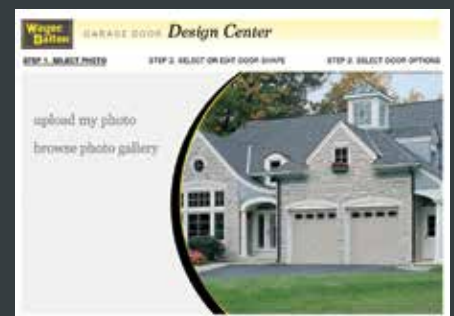 Wayne
Dalton
GARAGE DOOR Design Center
STEP 1. SELECT PHOTO
STEP 2. SELECT OR EDIT DOOR SHAPE
STEP 3. SELECT DOOR OPTIONS
upload my photo
browse photo gallery